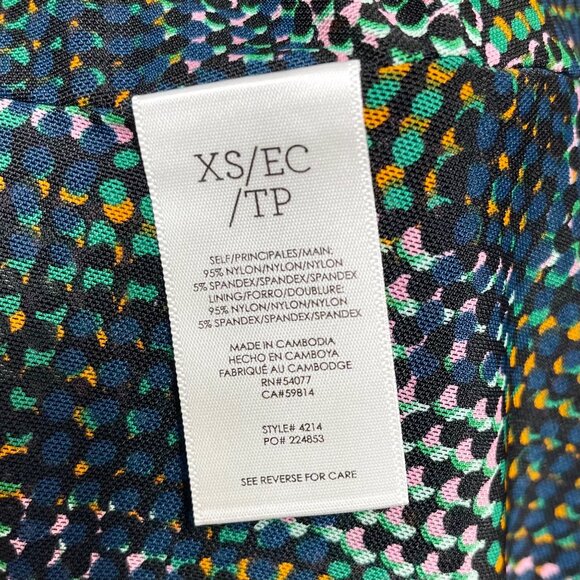 XS/EC
/TP
SELF/PRINCIPALES/MAIN:
95% NYLON/NYLON/NYLON
5% SPANDEX/SPANDEX/SPANDEX
LINING/FORRO/DOUBLURE:
95% NYLON/NYLON/NYLON
5% SPANDEX/SPANDEX/SPANDEX
MADE IN CAMBODIA
HECHO EN CAMBOYA
FABRIQUÉ AU CAMBODGE
RN#54077
CA#59814
STYLE# 4214
PO# 224853
SEE REVERSE FOR CARE